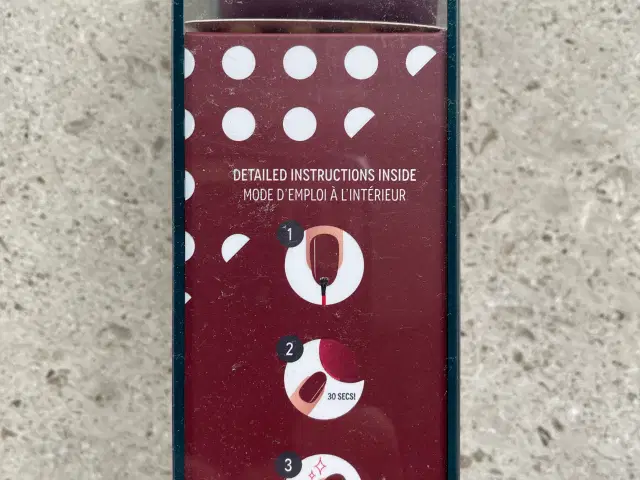 DETAILED INSTRUCTIONS INSIDE
MODE D'EMPLOI À L'INTÉRIEUR
1
2
30 SECS!
3